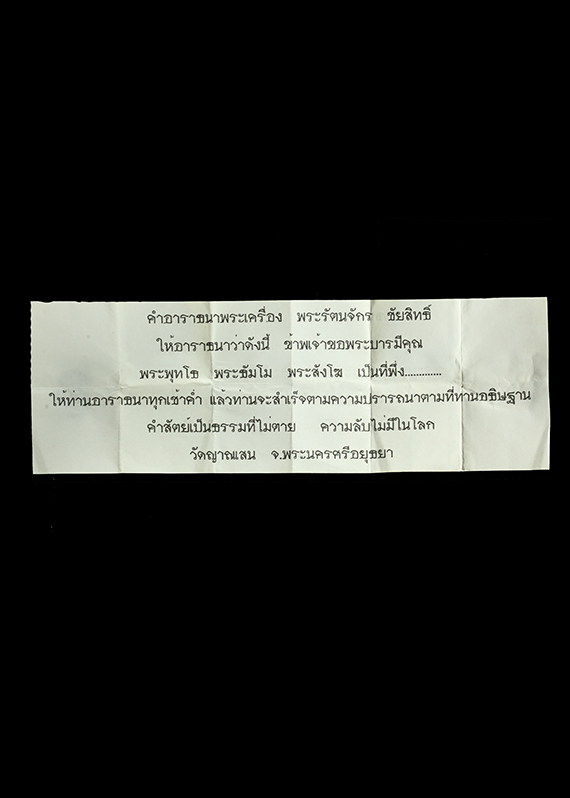 คำอาราธนาพระเครื่อง พระรัตนจักร ชัยสิทธิ์
ให้อาราธนาว่าดังนี้ ข้าพเจ้าขอพระบารมีคุณ
พระพุทโธ พระธัมโม พระสังโฆ เป็นที่พึ่ง.............
ให้ท่านอาราธนาทุกเช้าค่ำ แล้วท่านจะสำเร็จตามความปรารถนาตามที่ท่านอธิษฐาน
คำสัตย์เป็นธรรมที่ไม่ตาย ความลับไม่มีในโลก
วัดญาณเสน จ.พระนครศรีอยุธยา